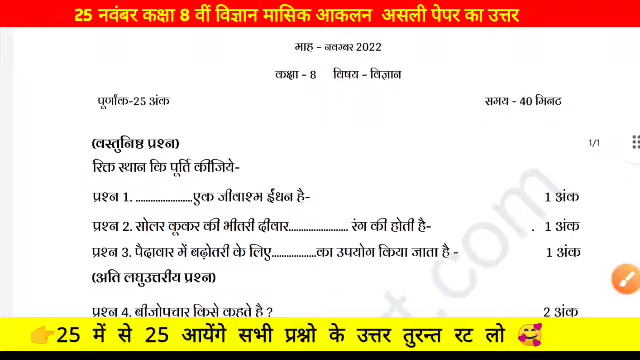 25 नवंबर कक्षा 8 वीं विज्ञान मासिक आकलन असली पेपर का उत्तर
माह - नवम्बर 2022
कक्षा - 8 विषय - विज्ञान
पूर्णांक-25 अंक समय - 40 मिनट
(वस्तुनिष्ठ प्रश्न) 1/1
रिक्त स्थान कि पूर्ति कीजिये-
प्रश्न 1. ......................एक जीवाश्म ईंधन है- 1 अंक
प्रश्न 2. सोलर कूकर की भीतरी दीवार....................... रंग की होती है- . 1 अंक
प्रश्न 3. पैदावार में बढ़ोतरी के लिए.................का उपयोग किया जाता है - 1 अंक
(अति लघुउत्तरीय प्रश्न)
प्रश्न 4. बीजोपचार किसे कहते है ? 2 अंक
👉25 में से 25 आयेंगे सभी प्रश्नो के उत्तर तुरन्त रट लो 🥰